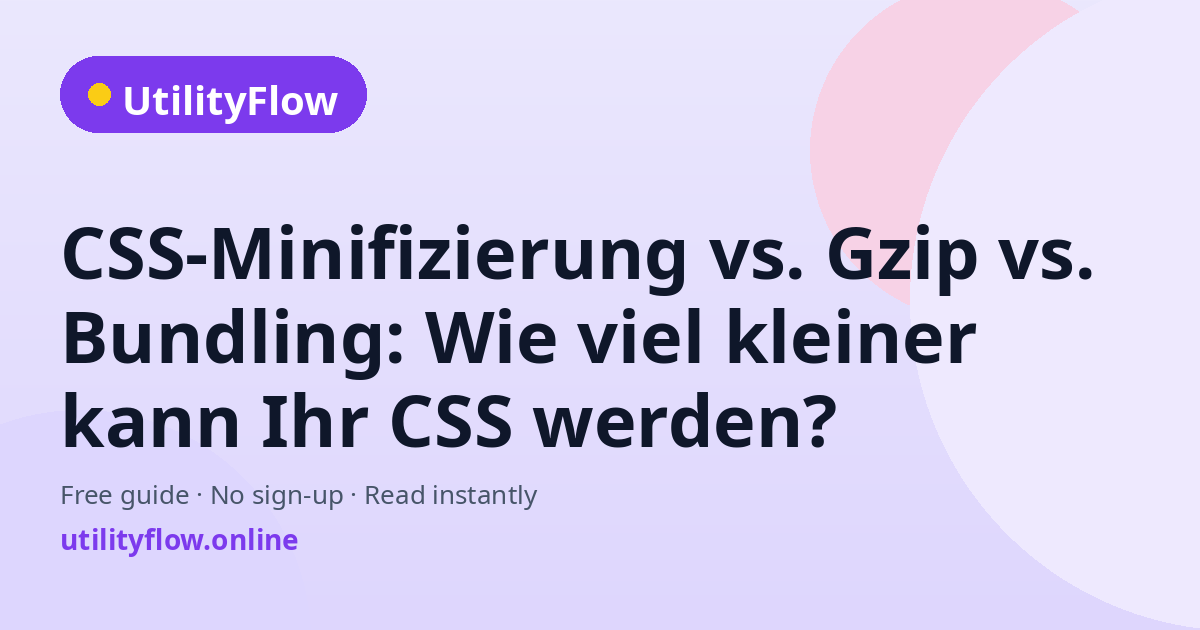 UtilityFlow
CSS-Minifizierung vs. Gzip vs.
Bundling: Wie viel kleiner
kann Ihr CSS werden?
Free guide · No sign-up · Read instantly
utilityflow.online